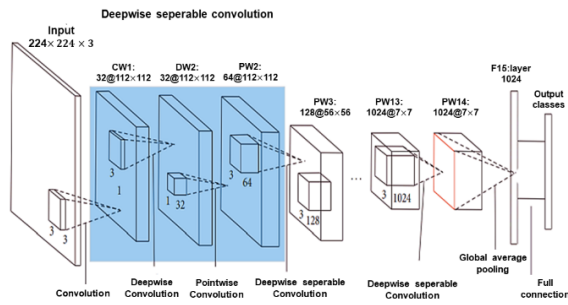 Deepwise seperable convolution
Input
224×224×3
CW1:
32@112×112
DW2:
32@112×112
PW2:
64@112×112
PW3:
128@56×56
PW13:
1024@7×7
PW14:
1024@7×7
F15:layer
1024
Output
classes
3
3
3
1
1
32
3
64
3
128
...
3
1024
Convolution
Deepwise
Convolution
Pointwise
Convolution
Deepwise seperable
Convolution
Deepwise seperable
Convolution
Global average
pooling
Full
connection